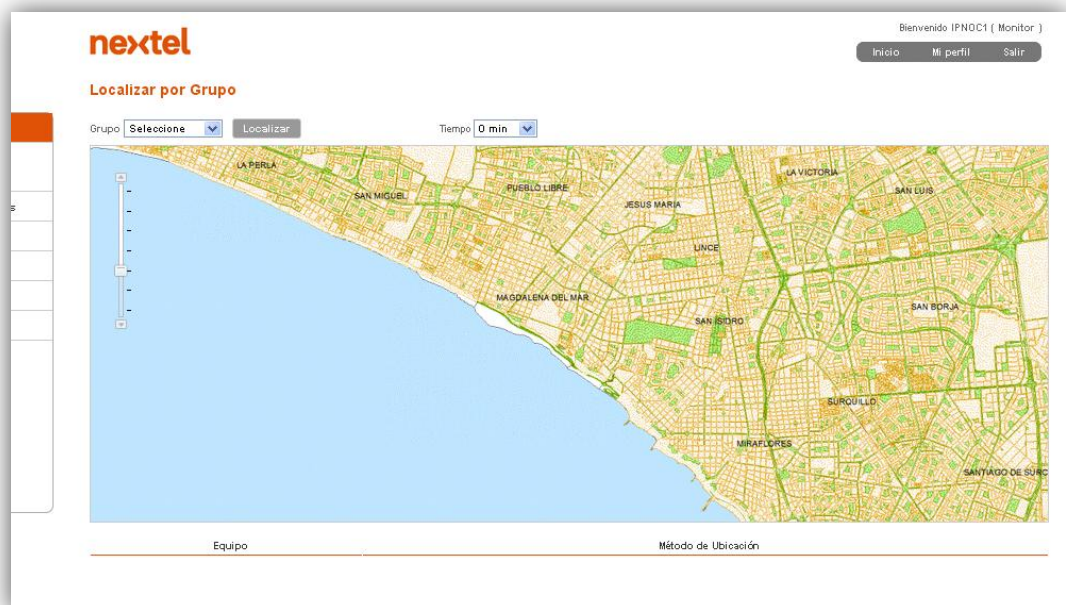 Bienvenido IPNOC1 ( Monitor )
nextel
Inicio Mi perfil Salir
Localizar por Grupo
Grupo Seleccione Localizar Tiempo 0 min
LA PERLA
SAN MIGUEL
PUEBLO LIBRE
JESUS MARIA
LA VICTORIA
SAN LUIS
LINCE
MAGDALENA DEL MAR
SAN ISIDRO
SAN BORJA
SURQUILLO
MIRAFLORES
SANTIAGO DE SURC
s
Equipo Método de Ubicación